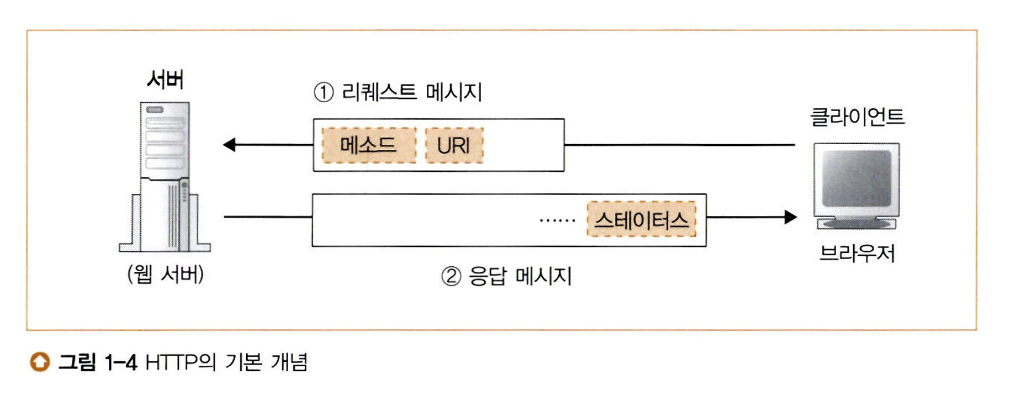 서버
① 리퀘스트 메시지
메소드 URI
클라이언트
...... 스테이터스
브라우저
(웹 서버)
② 응답 메시지
그림 1-4 HTTP의 기본 개념